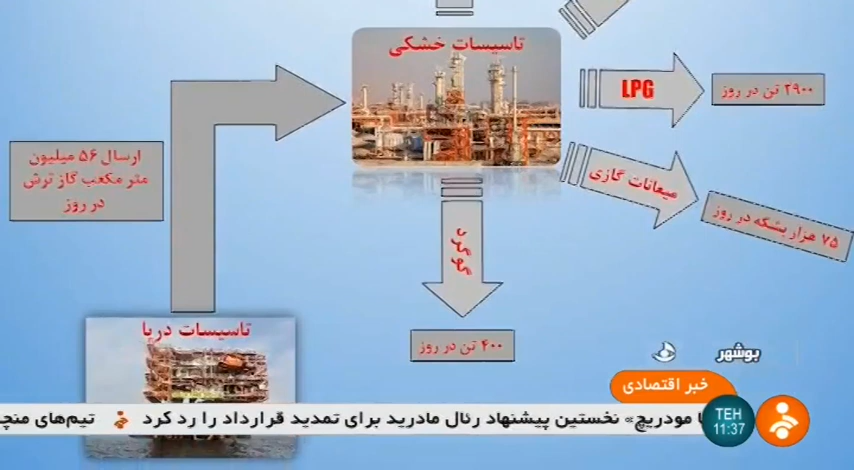 تاسیسات خشکی
LPG
۲۹۰۰ تن در روز
میعانات گازی
۷۵ هزار بشکه در روز
ارسال ۵۶ میلیون
متر مکعب گاز ترش
در روز
گوگرد
۴۰۰ تن در روز
تاسیسات دریا
بوشهر
خبر اقتصادی
مودریچ» نخستین پیشنهاد رئال مادرید برای تمدید قرارداد را رد کرد
تیم‌های
TEH
11:37